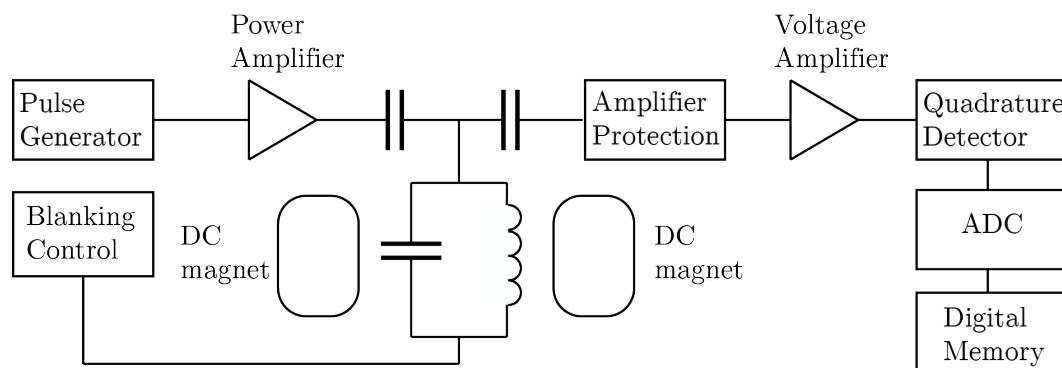 Power
Amplifier
Voltage
Amplifier
Pulse
Generator
Amplifier
Protection
Quadrature
Detector
Blanking
Control
DC
magnet
DC
magnet
ADC
Digital
Memory